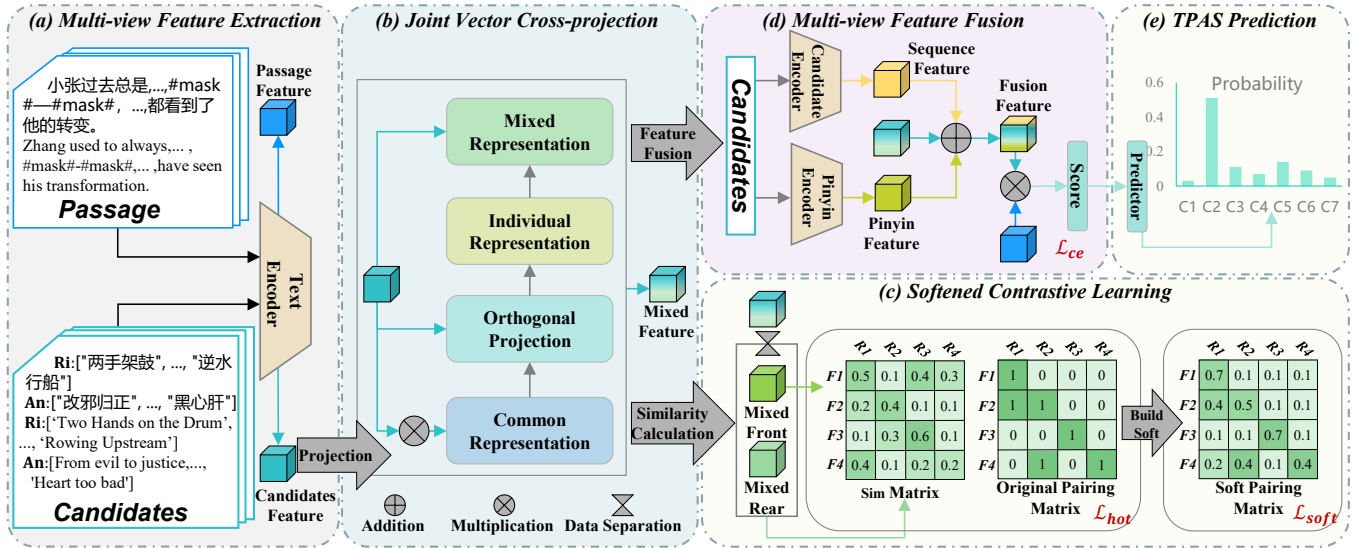 (a) Multi-view Feature Extraction
小张过去总是,...,#mask
#—#mask#，...,都看到了
他的转变。
Zhang used to always,... ,
#mask#-#mask#,... ,have seen
his transformation.
Passage
Passage
Feature
Text
Encoder
Ri:["两手架鼓", ..., "逆水
行船"]
An:["改邪归正", ..., "黑心肝"]
Ri:['Two Hands on the Drum',
..., 'Rowing Upstream']
An:[From evil to justice,...,
'Heart too bad']
Candidates
Candidates
Feature
Projection
(b) Joint Vector Cross-projection
Mixed
Representation
Individual
Representation
Orthogonal
Projection
Common
Representation
Mixed
Feature
Addition
Multiplication
Data Separation
Feature
Fusion
Similarity
Calculation
(d) Multi-view Feature Fusion
Candidates
Candidate
Encoder
Pinyin
Encoder
Sequence
Feature
Pinyin
Feature
Fusion
Feature
Score
ℒce
(e) TPAS Prediction
Predictor
Probability
0.6
0.4
0.2
0
C1 C2 C3 C4 C5 C6 C7
(c) Softened Contrastive Learning
Mixed
Front
Mixed
Rear
R1 R2 R3 R4
F1 0.5 0.1 0.4 0.3
F2 0.2 0.4 0.1 0.1
F3 0.1 0.3 0.6 0.1
F4 0.4 0.1 0.2 0.2
Sim Matrix
R1 R2 R3 R4
F1 1 0 0 0
F2 1 1 0 0
F3 0 0 1 0
F4 0 1 0 1
Original Pairing
Matrix
ℒhot
Build
Soft
R1 R2 R3 R4
F1 0.7 0.1 0.1 0.1
F2 0.4 0.5 0.1 0.1
F3 0.1 0.1 0.7 0.1
F4 0.2 0.4 0.1 0.4
Soft Pairing
Matrix
ℒsoft